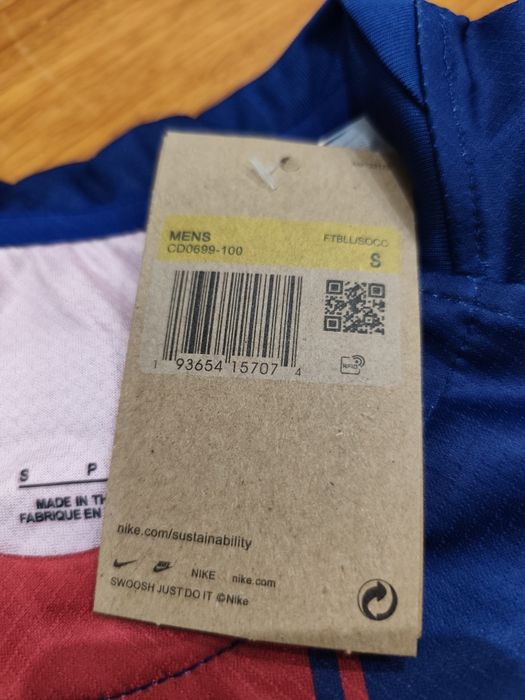 MENS FTBLL/SOCC
CD0699-100 S
1 93654 15707 4
RFID
S P
MADE IN TH
FABRIQUE EN
nike.com/sustainability
NIKE nike.com
SWOOSH JUST DO IT ©Nike